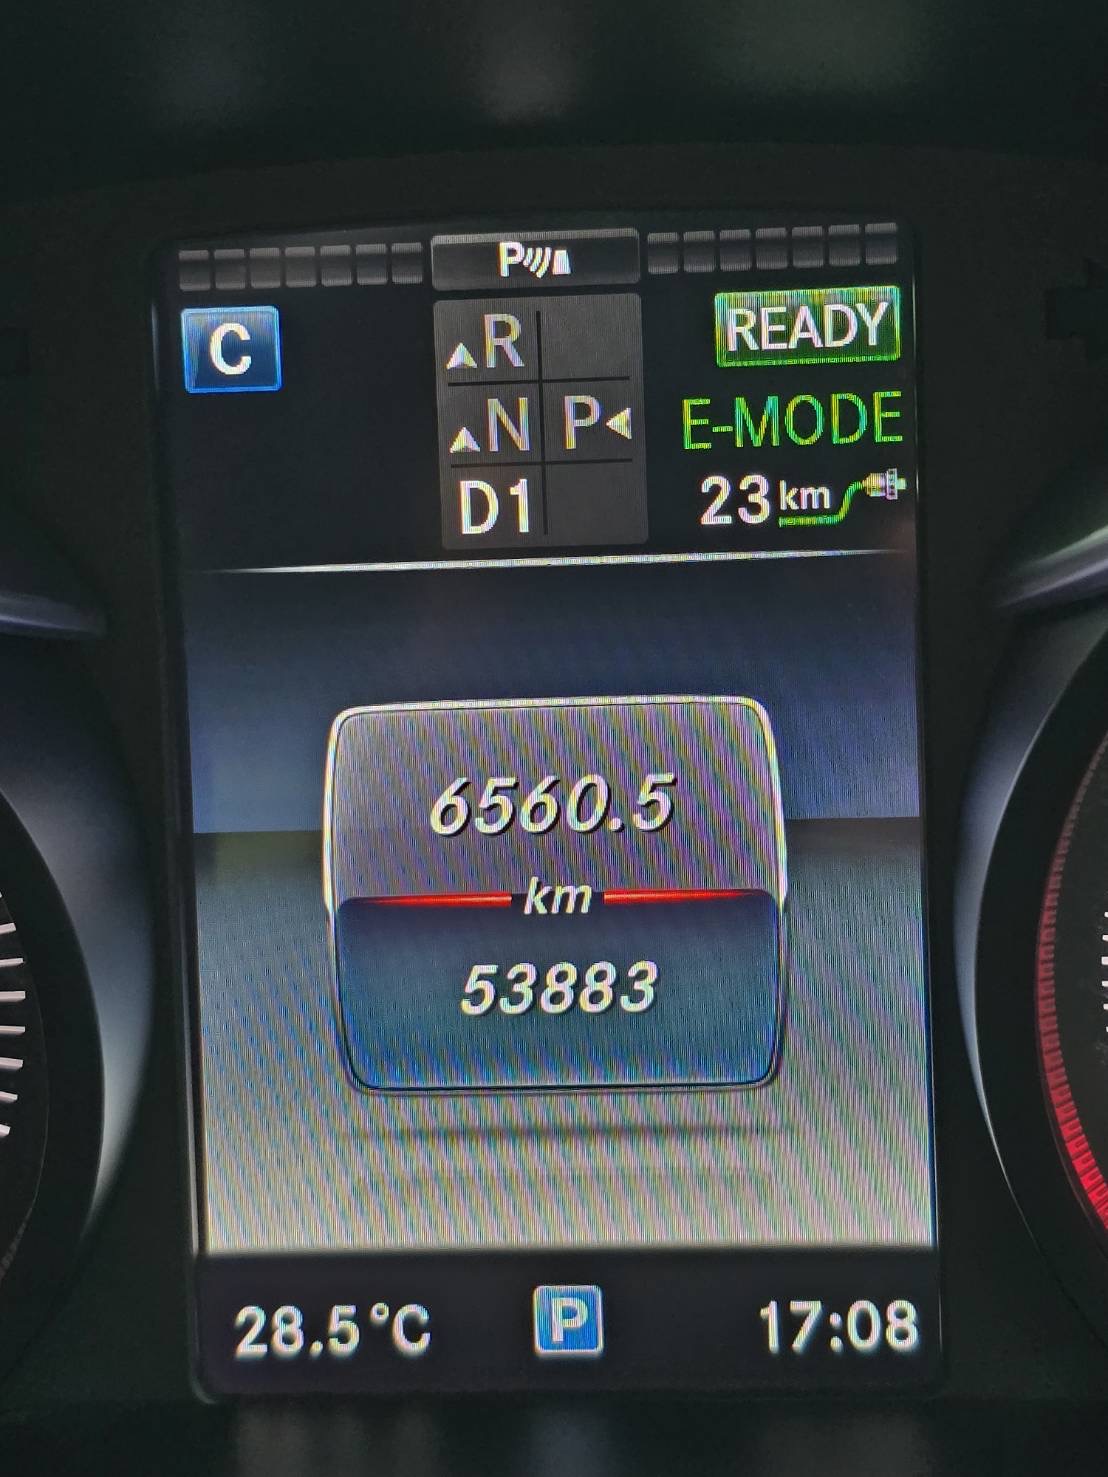 P
C
READY
R
N P
E-MODE
D1
23 km
6560.5
km
53883
28.5°C P 17:08